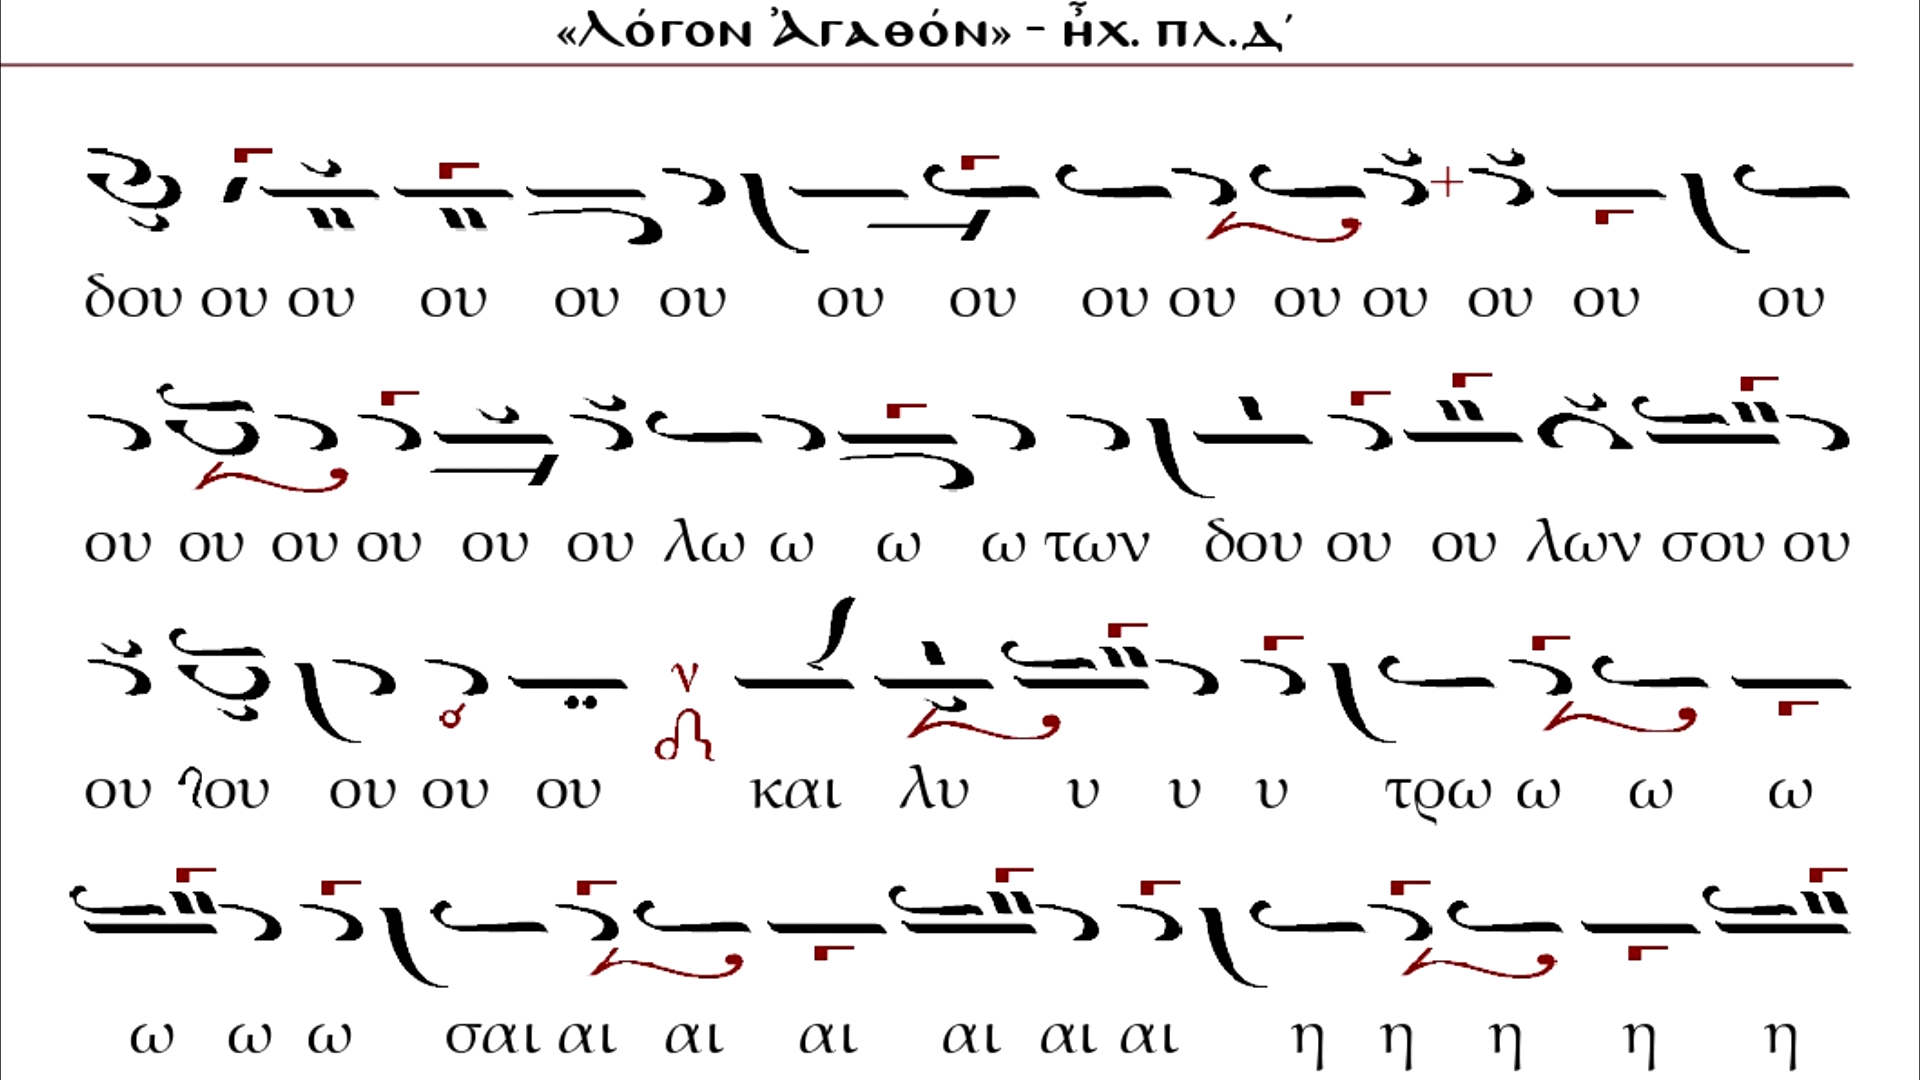 «Λόγον Ἀγαθόν» - ἦχ. πλ.δ΄
δου ου ου ου ου ου ου ου ου ου ου ου ου ου ου
ου ου ου ου ου ου λω ω ω ω των δου ου ου λων σου ου
ου ου ου ου ου και λυ υ υ υ τρω ω ω ω
ω ω ω σαι αι αι αι αι αι αι η η η η η